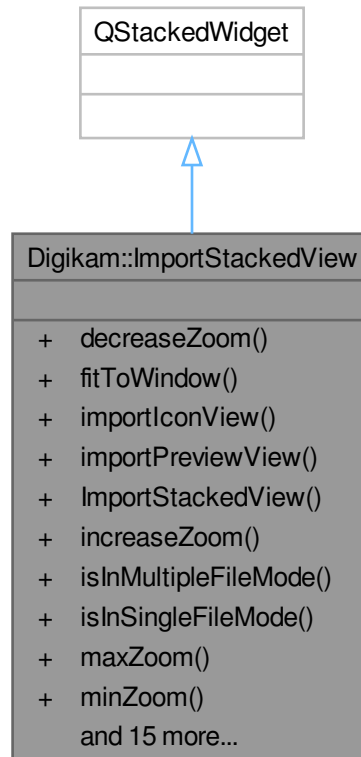 QStackedWidget
Digikam::ImportStackedView
+ decreaseZoom()
+ fitToWindow()
+ importIconView()
+ importPreviewView()
+ ImportStackedView()
+ increaseZoom()
+ isInMultipleFileMode()
+ isInSingleFileMode()
+ maxZoom()
+ minZoom()
and 15 more...